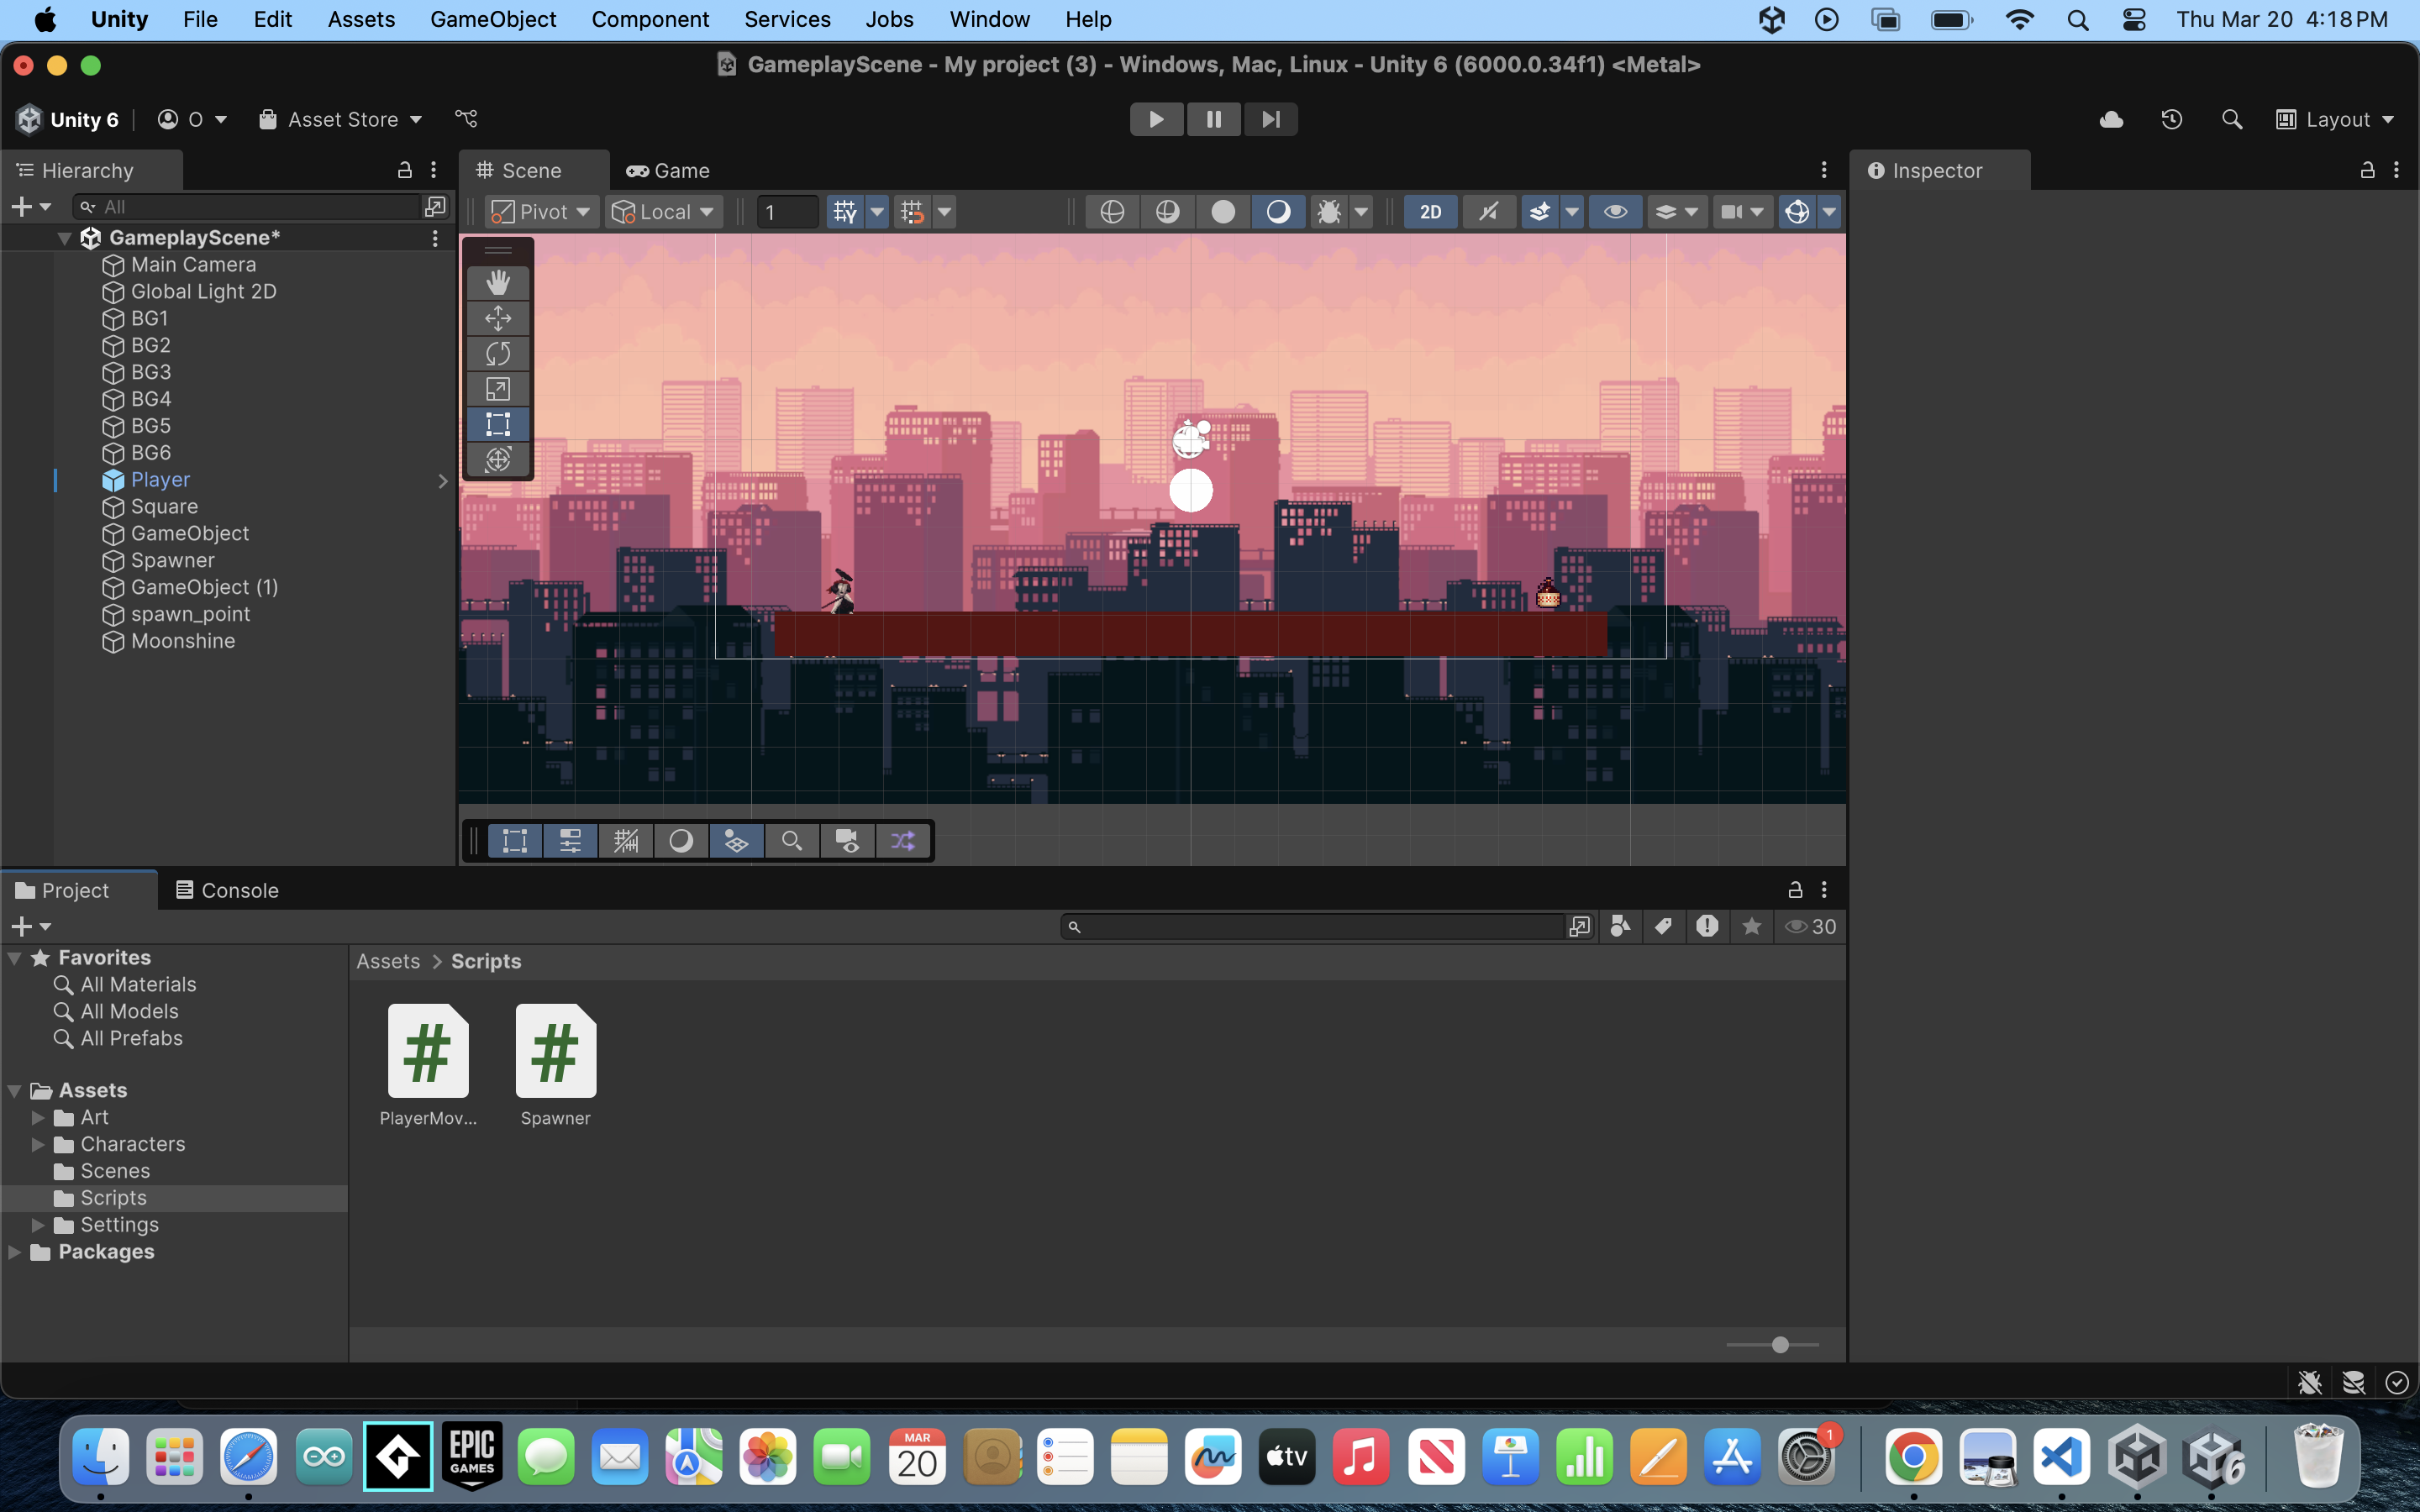 Unity File Edit Assets GameObject Component Services Jobs Window Help Thu Mar 20 4:18 PM
GameplayScene - My project (3) - Windows, Mac, Linux - Unity 6 (6000.0.34f1) <Metal>
Unity 6 O Asset Store Layout
Hierarchy Scene Game Inspector
All Pivot Local 1 2D
GameplayScene*
Main Camera
Global Light 2D
BG1
BG2
BG3
BG4
BG5
BG6
Player
Square
GameObject
Spawner
GameObject (1)
spawn_point
Moonshine
Project Console
30
Favorites
All Materials
All Models
All Prefabs
Assets
Art
Characters
Scenes
Scripts
Settings
Packages
Assets > Scripts
# #
PlayerMov... Spawner
EPIC
GAMES
MAR
20
tv
1
6